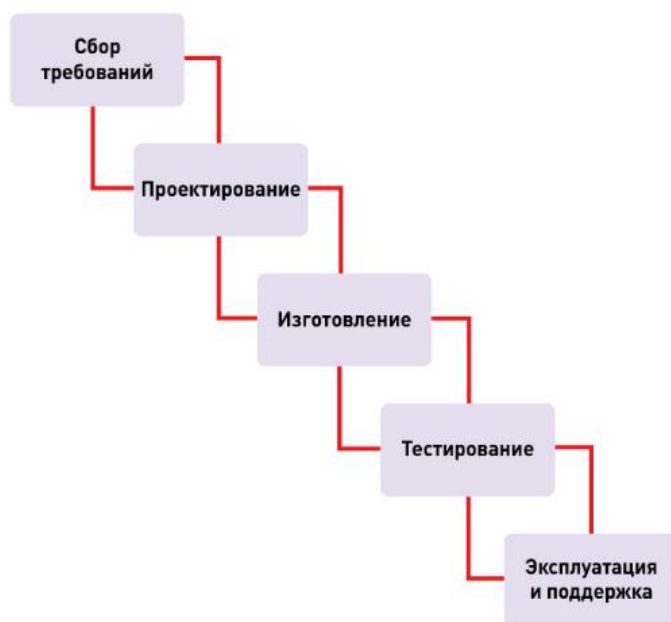 Сбор
требований
Проектирование
Изготовление
Тестирование
Эксплуатация
и поддержка